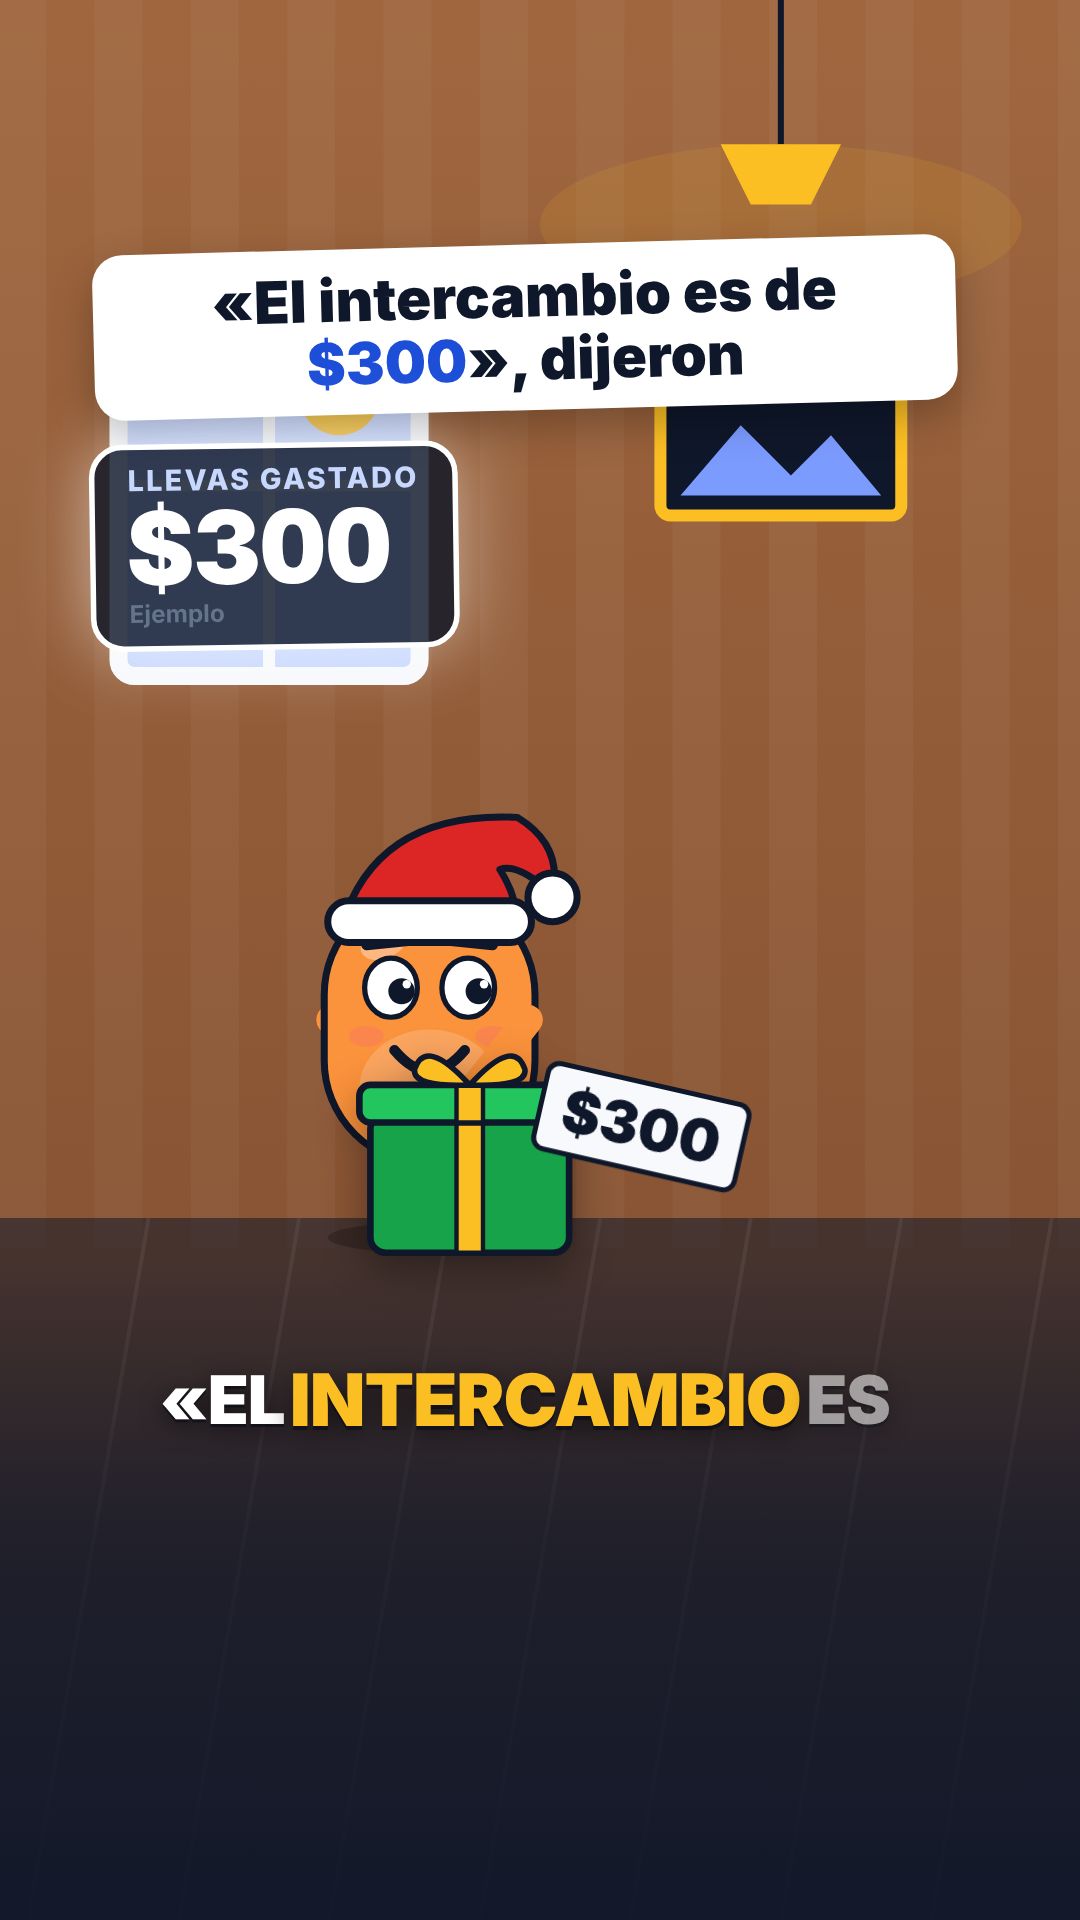 «El intercambio es de
$300», dijeron
LLEVAS GASTADO
$300
Ejemplo
$300
«EL INTERCAMBIO ES